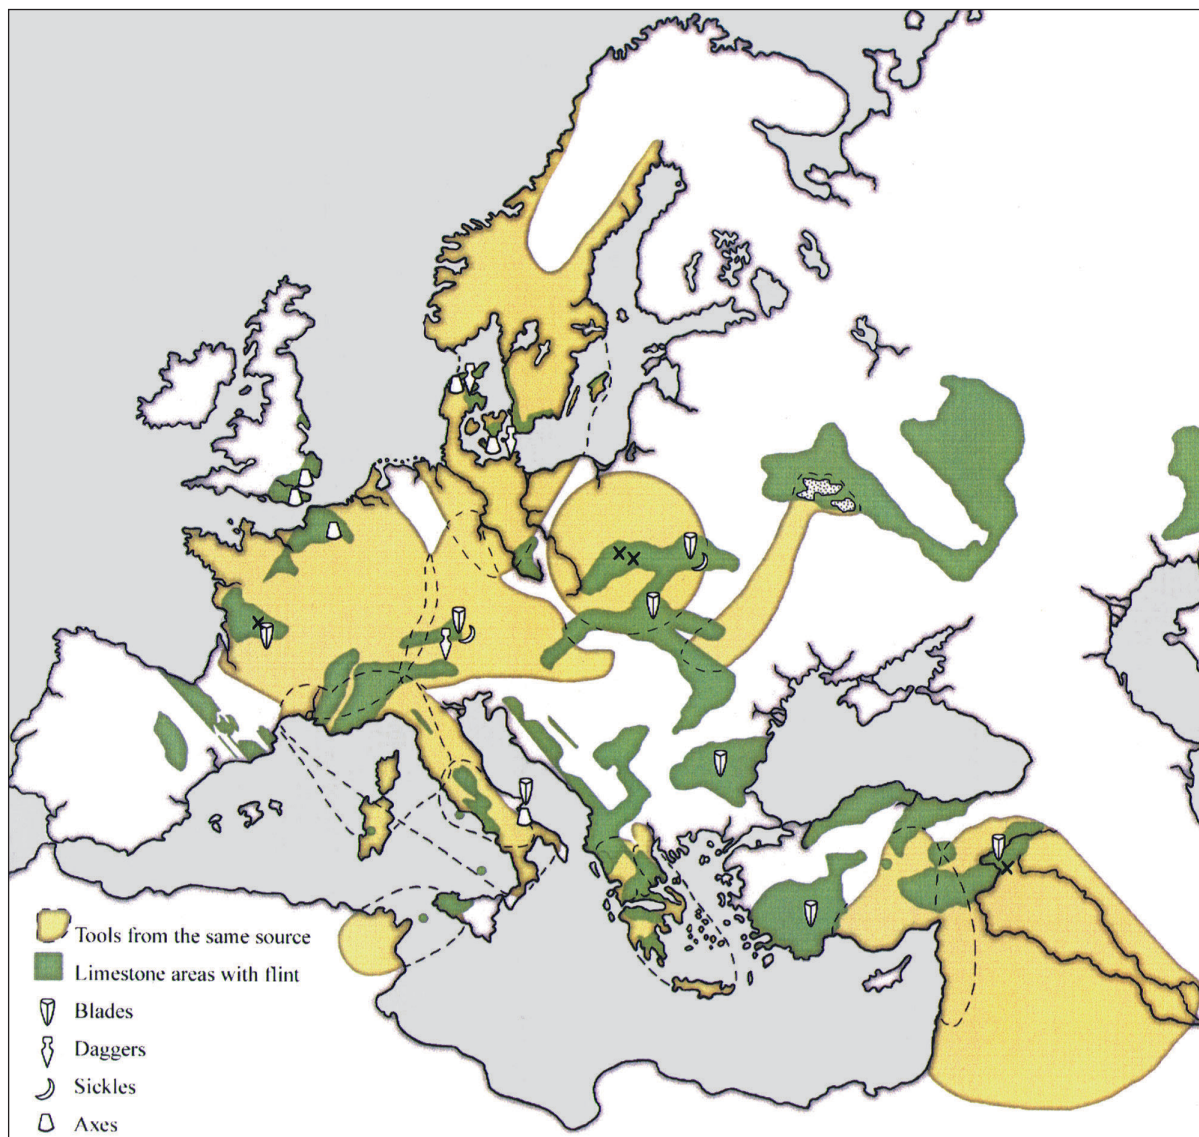 Tools from the same source
Limestone areas with flint
Blades
Daggers
Sickles
Axes